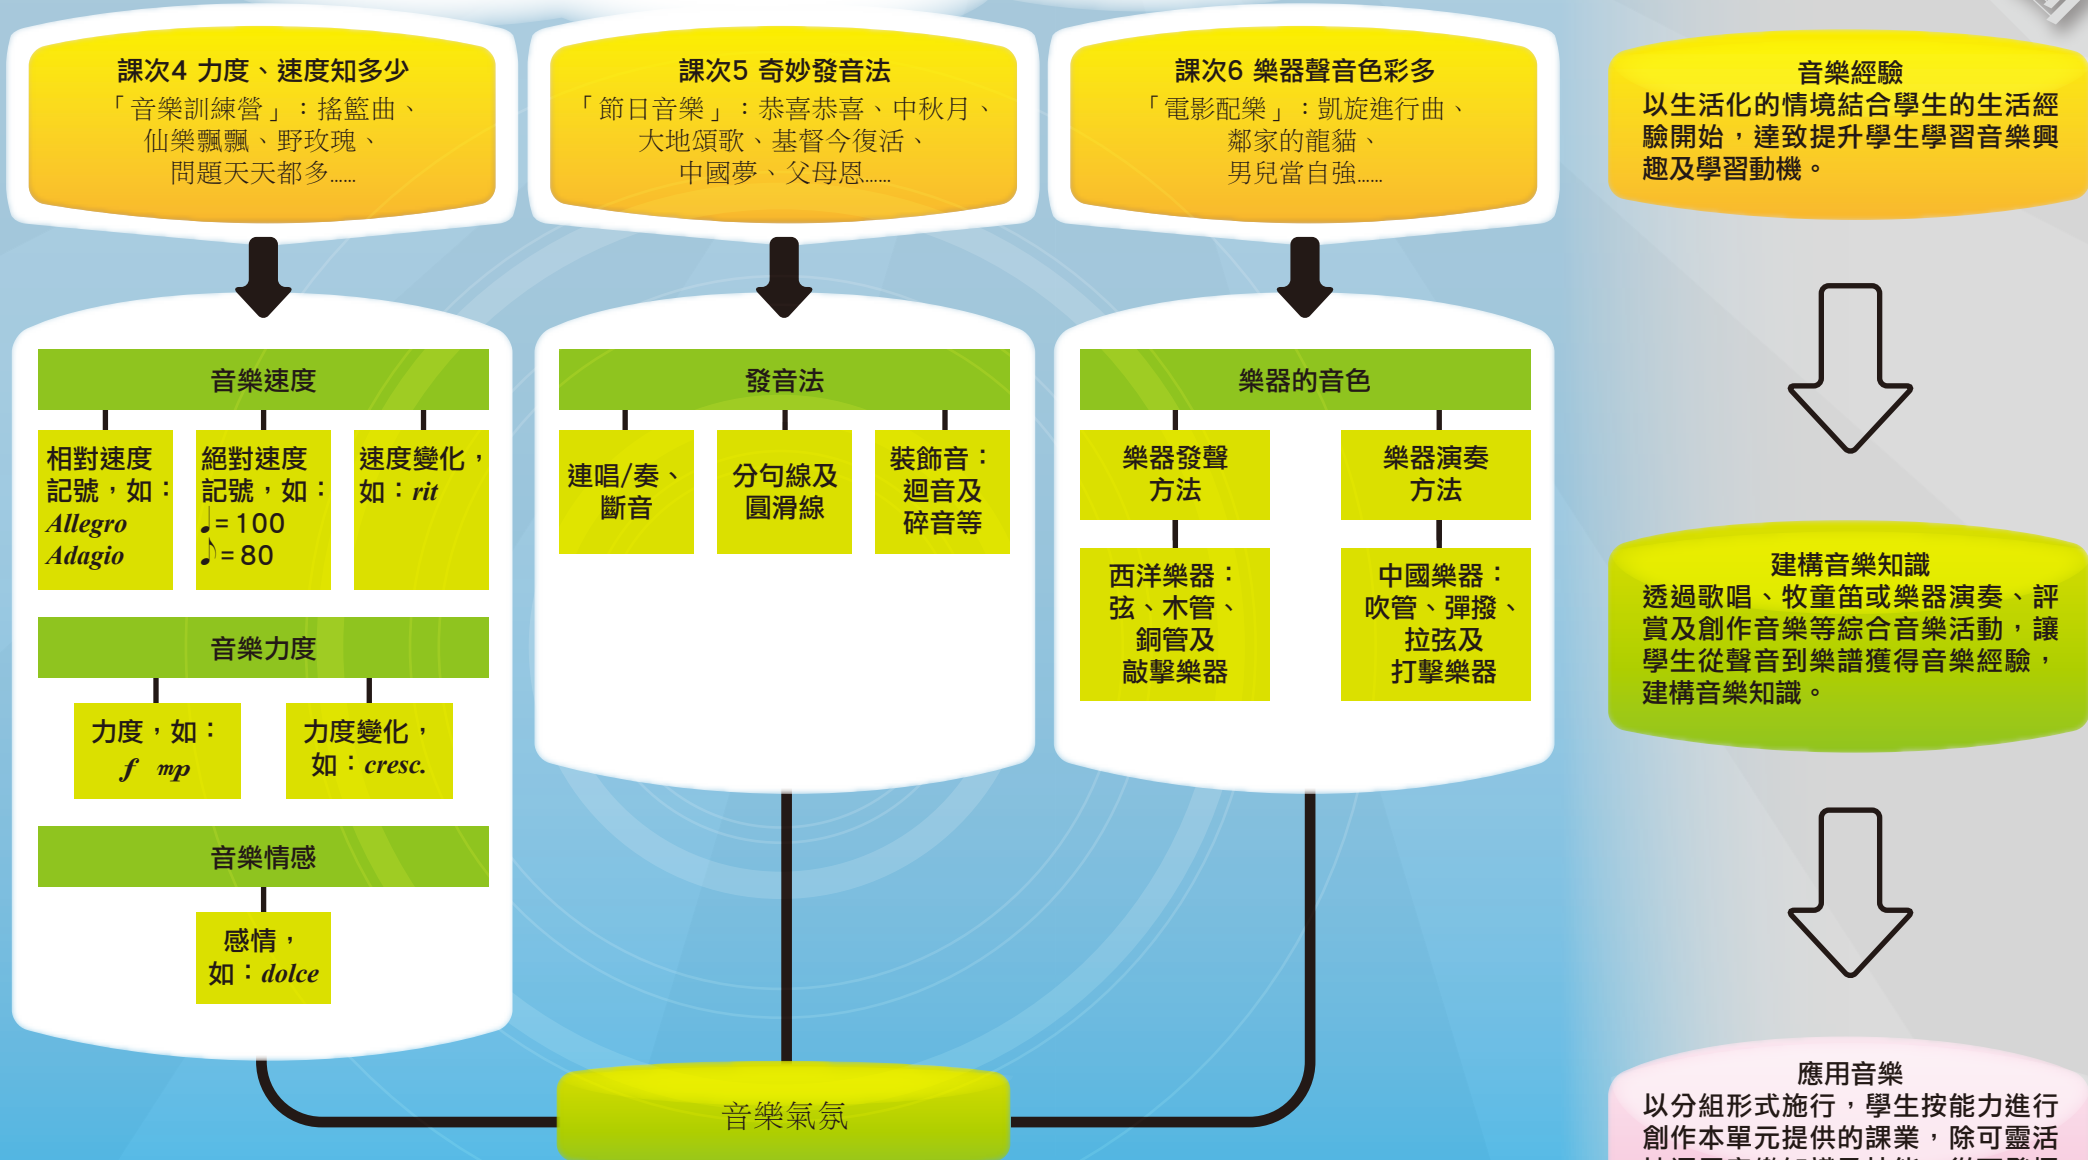 課次4 力度、速度知多少
「音樂訓練營」：搖籃曲、
仙樂飄飄、野玫瑰、
問題天天都多……
課次5 奇妙發音法
「節日音樂」：恭喜恭喜、中秋月、
大地頌歌、基督今復活、
中國夢、父母恩……
課次6 樂器聲音色彩多
「電影配樂」：凱旋進行曲、
鄰家的龍貓、
男兒當自強……
音樂速度
相對速度
記號，如：
Allegro
Adagio
絕對速度
記號，如：
♩= 100
♪= 80
速度變化，
如：rit
音樂力度
力度，如：
f mp
力度變化，
如：cresc.
音樂情感
感情，
如：dolce
發音法
連唱/奏、
斷音
分句線及
圓滑線
裝飾音：
迴音及
碎音等
樂器的音色
樂器發聲
方法
西洋樂器：
弦、木管、
銅管及
敲擊樂器
樂器演奏
方法
中國樂器：
吹管、彈撥、
拉弦及
打擊樂器
音樂氣氛
音樂經驗
以生活化的情境結合學生的生活經
驗開始，達致提升學生學習音樂興
趣及學習動機。
建構音樂知識
透過歌唱、牧童笛或樂器演奏、評
賞及創作音樂等綜合音樂活動，讓
學生從聲音到樂譜獲得音樂經驗，
建構音樂知識。
應用音樂
以分組形式施行，學生按能力進行
創作本單元提供的課業，除可靈活